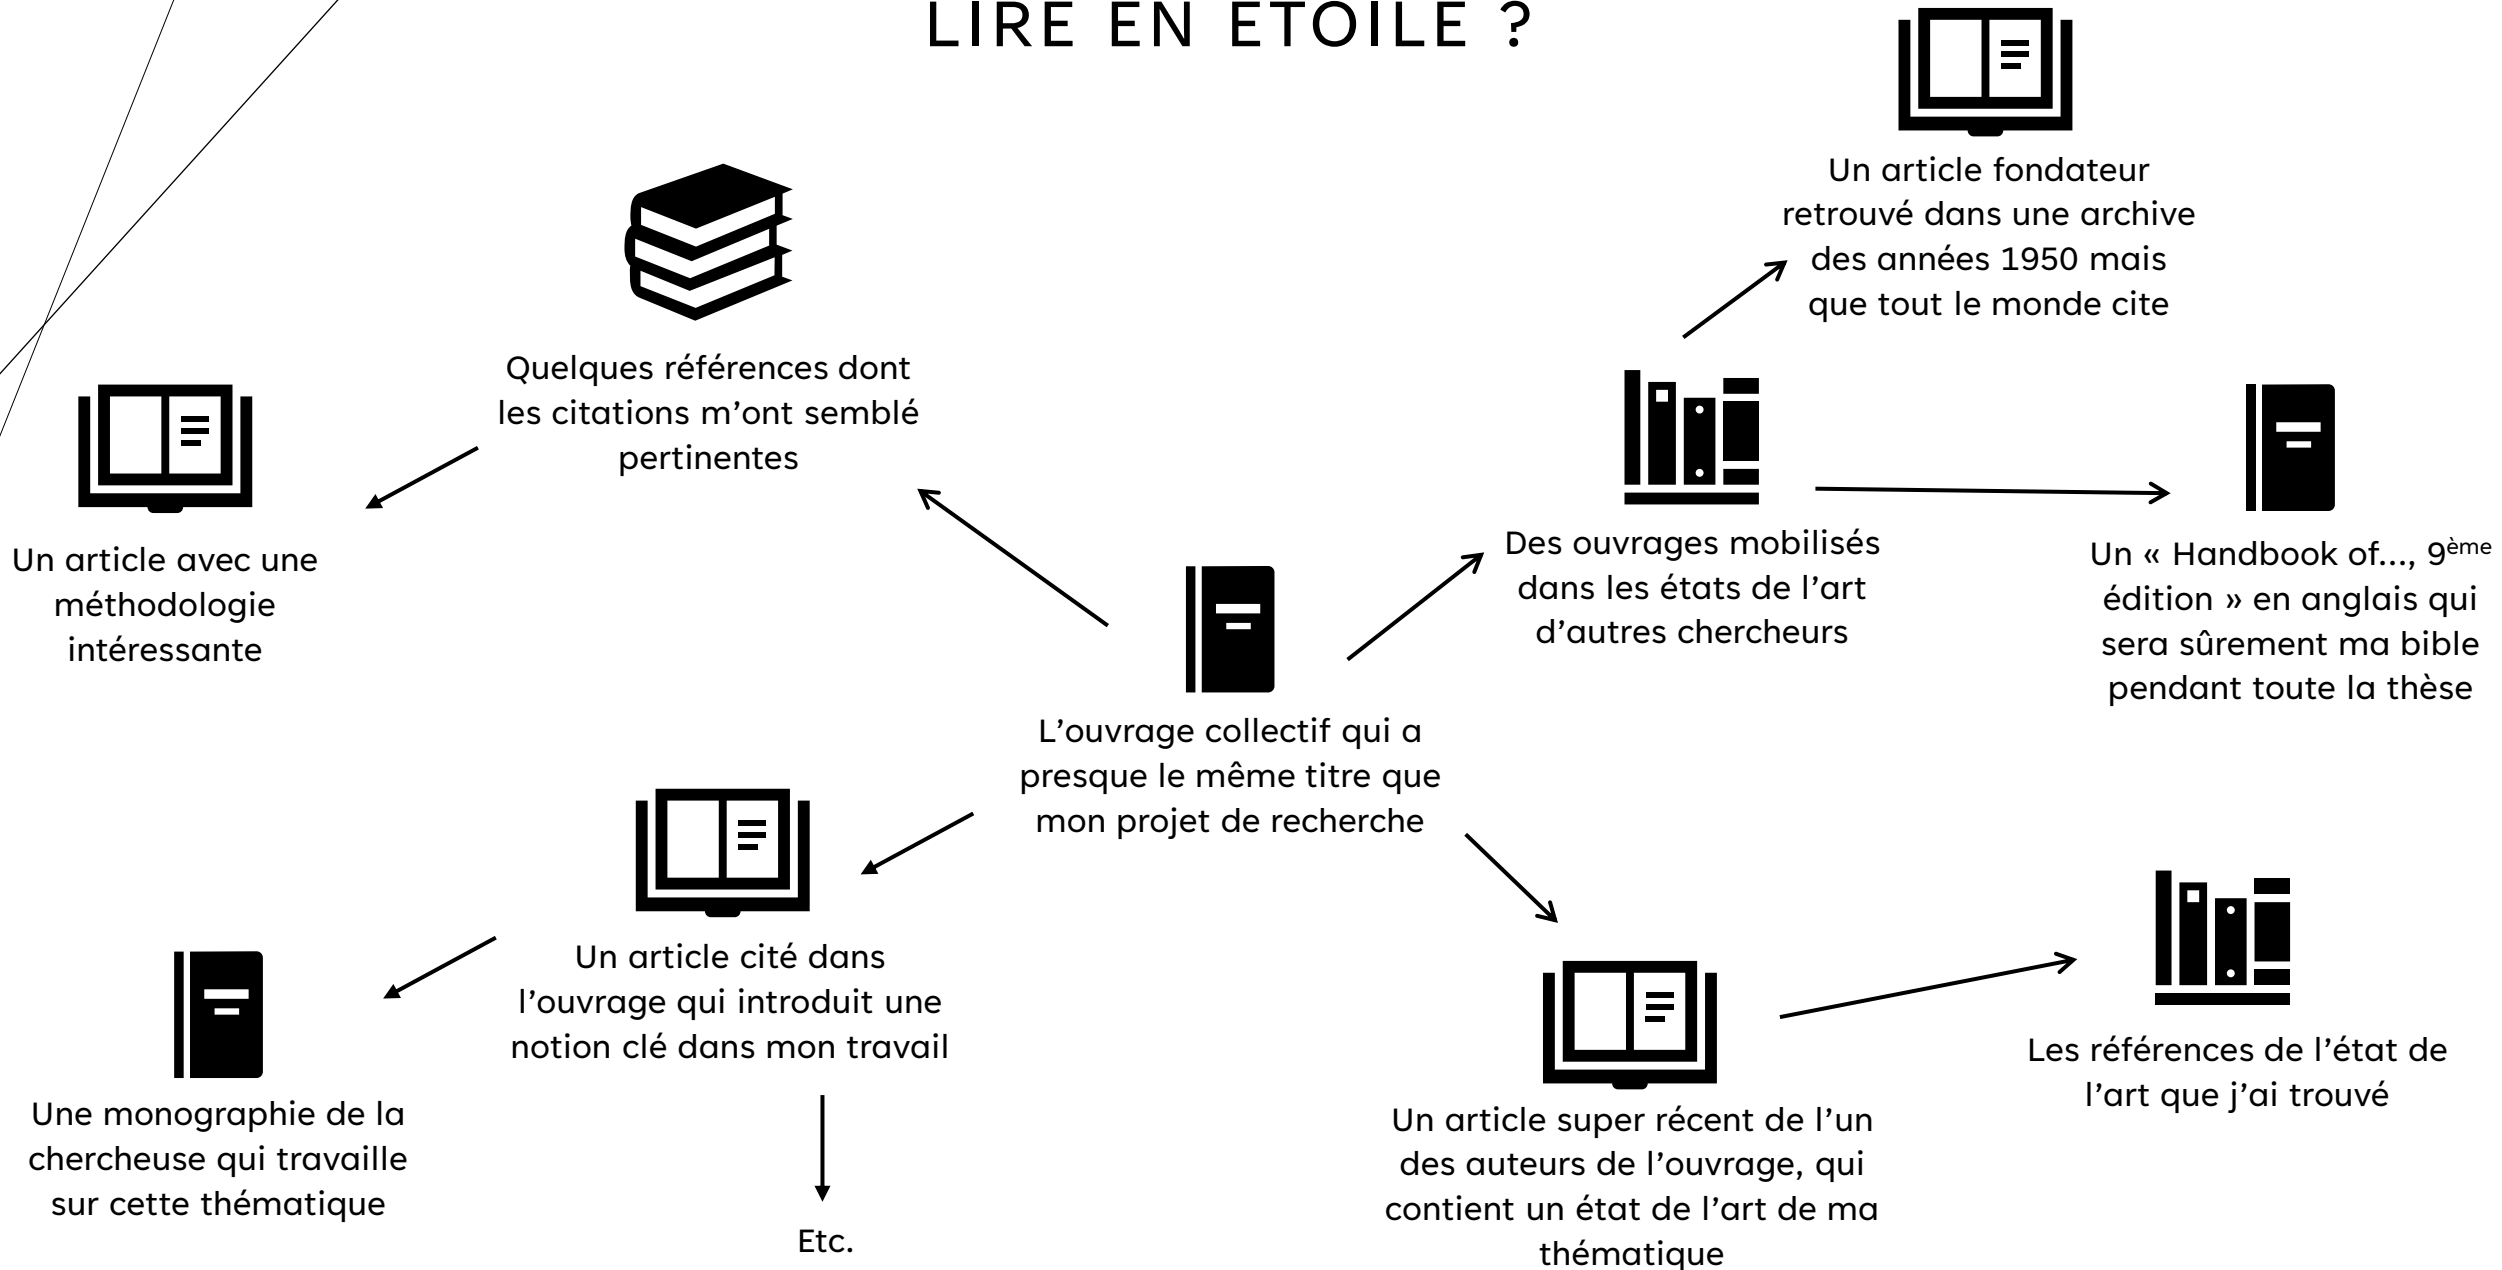 LIRE EN ETOILE ?
Un article fondateur
retrouvé dans une archive
des années 1950 mais
que tout le monde cite
Quelques références dont
les citations m’ont semblé
pertinentes
Un article avec une
méthodologie
intéressante
Des ouvrages mobilisés
dans les états de l’art
d’autres chercheurs
Un « Handbook of…, 9ème
édition » en anglais qui
sera sûrement ma bible
pendant toute la thèse
L’ouvrage collectif qui a
presque le même titre que
mon projet de recherche
Un article cité dans
l’ouvrage qui introduit une
notion clé dans mon travail
Une monographie de la
chercheuse qui travaille
sur cette thématique
Etc.
Un article super récent de l’un
des auteurs de l’ouvrage, qui
contient un état de l’art de ma
thématique
Les références de l’état de
l’art que j’ai trouvé